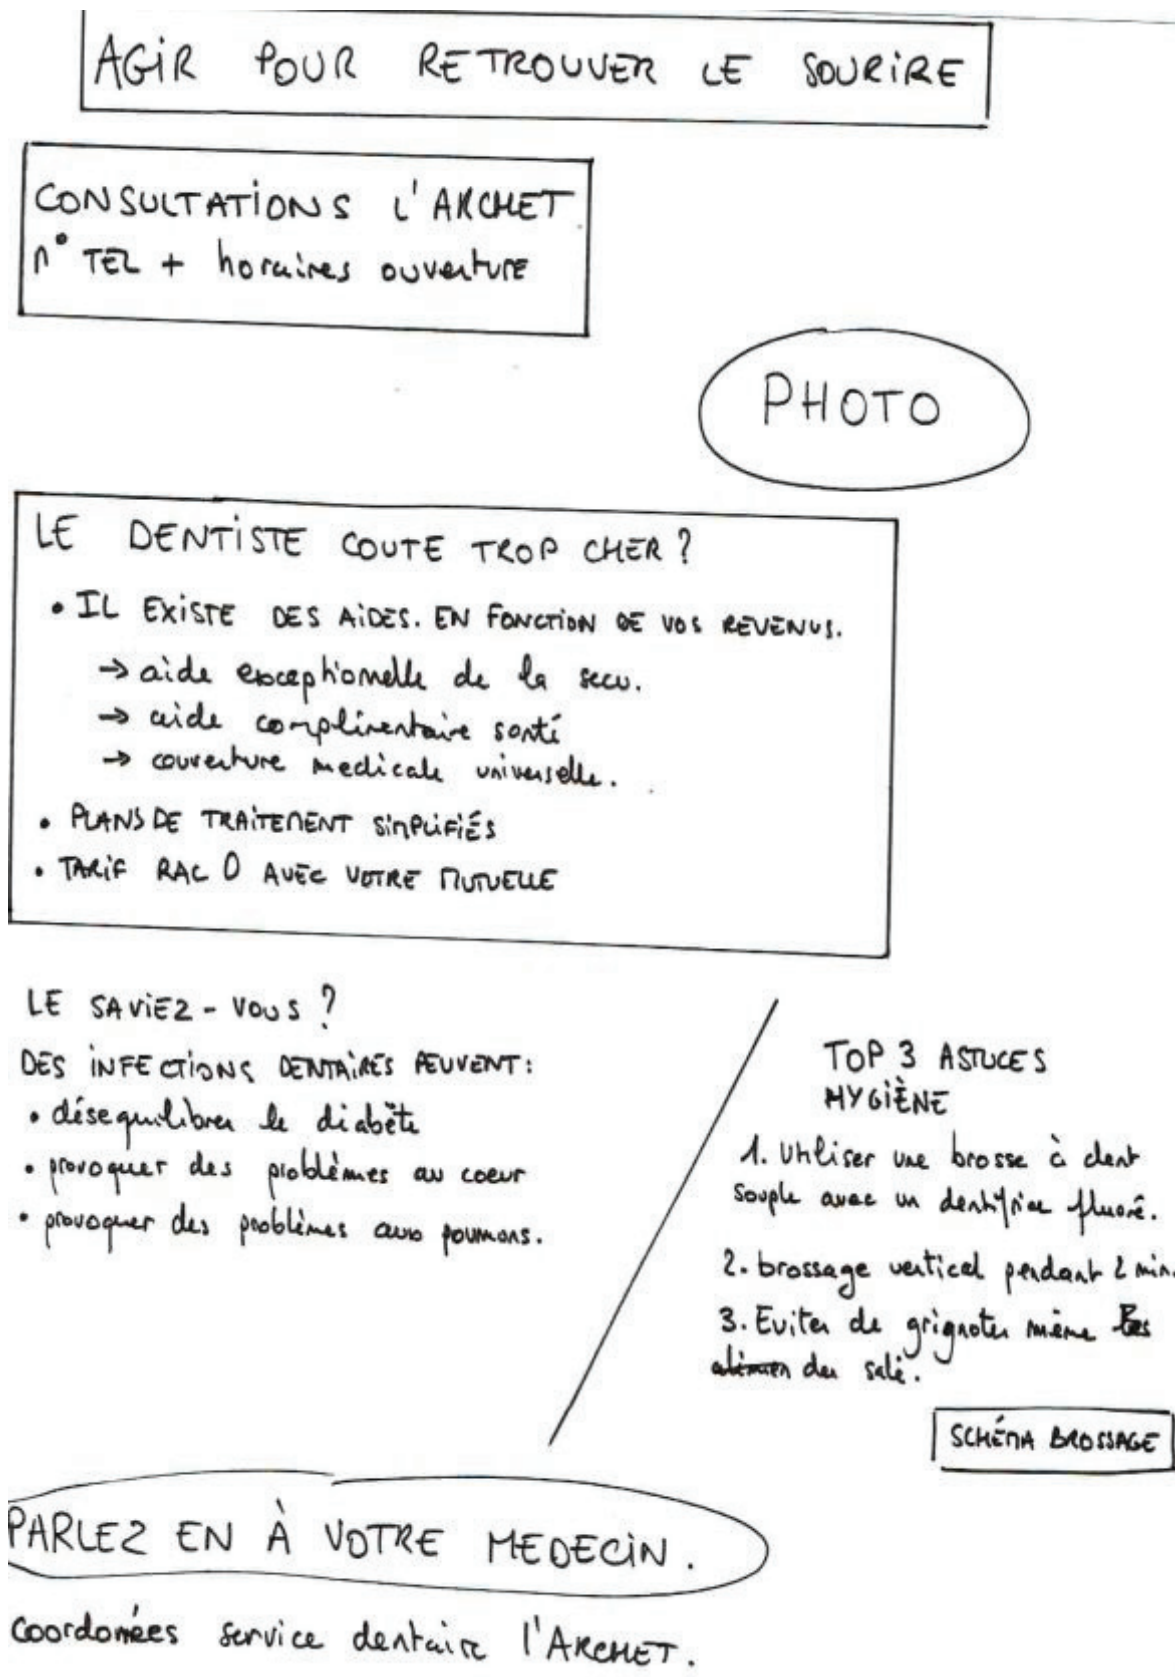 AGIR POUR RETROUVER LE SOURIRE
CONSULTATIONS L'ARCHET
n° TEL + horaires ouverture
PHOTO
LE DENTISTE COUTE TROP CHER ?
• IL EXISTE DES AIDES. EN FONCTION DE VOS REVENUS.
→ aide exceptionnelle de la secu.
→ aide complimentaire santé
→ couverture medicale universelle.
• PLANS DE TRAITEMENT SIMPLIFIÉS
• TARIF RAC 0 AVEC VOTRE MUTUELLE
LE SAVIEZ-VOUS ?
DES INFECTIONS DENTAIRES PEUVENT :
• désequilibrer le diabète
• provoquer des problèmes au coeur
• provoquer des problèmes aux poumons.
TOP 3 ASTUCES
HYGIÈNE
1. Utiliser une brosse à dent
souple avec un dentifrice fluoré.
2. brossage vertical pendant 2 min.
3. Eviter de grignoter même
du salé.
SCHÉMA BROSSAGE
PARLEZ EN À VOTRE MEDECIN.
Coordonées service dentaire l'ARCHET.